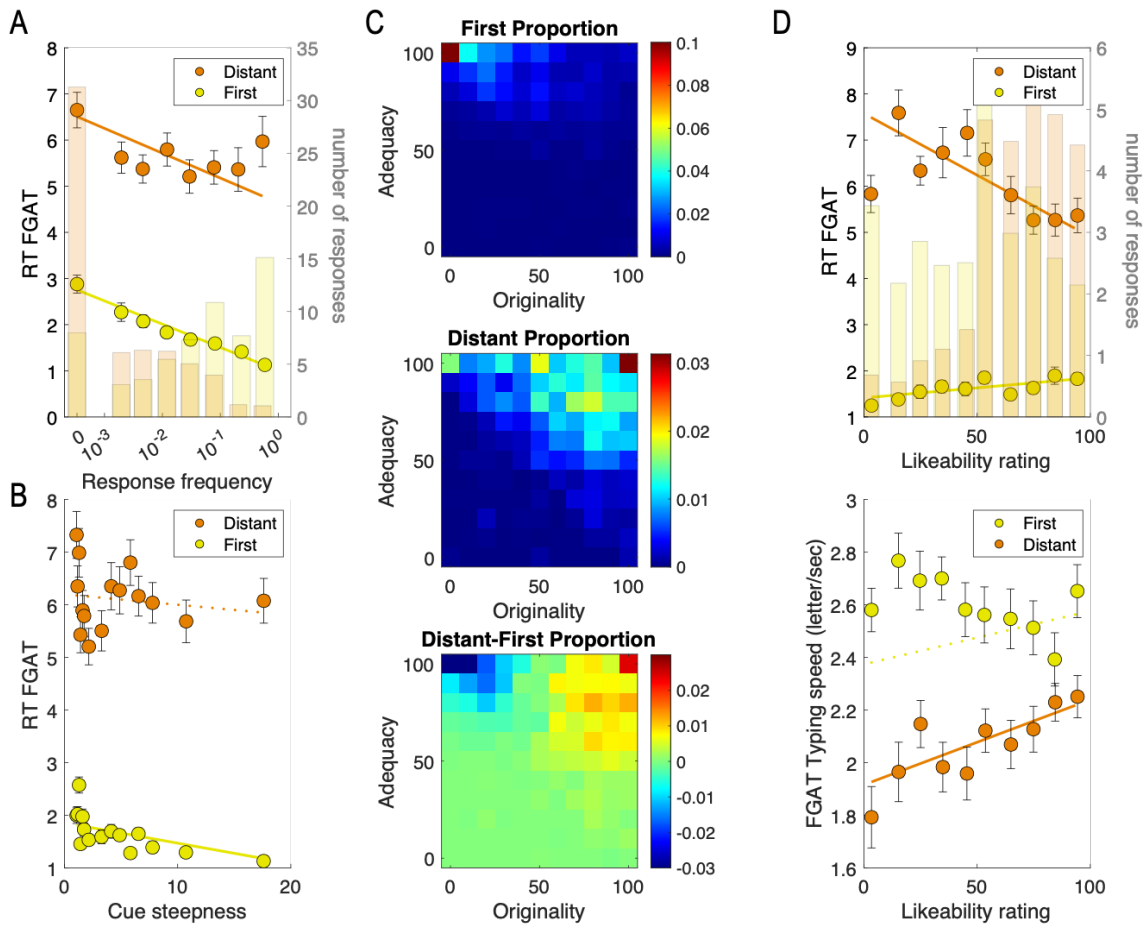 A
8
7
6
5
4
3
2
1
RT FGAT
Distant
First
35
30
25
20
15
10
5
0
number of responses
0
10^-3
10^-2
10^-1
10^0
Response frequency
B
8
7
6
5
4
3
2
1
RT FGAT
Distant
First
0 10 20
Cue steepness
C
First Proportion
100
50
0
Adequacy
0 50 100
Originality
0.1
0.08
0.06
0.04
0.02
0
Distant Proportion
100
50
0
Adequacy
0 50 100
0.03
0.02
0.01
0
Distant-First Proportion
100
50
0
Adequacy
0 50 100
Originality
0.02
0.01
0
-0.01
-0.02
-0.03
D
9
8
7
6
5
4
3
2
1
RT FGAT
Distant
First
6
5
4
3
2
1
0
number of responses
0 50 100
Likeability rating
3
2.8
2.6
2.4
2.2
2
1.8
1.6
FGAT Typing speed (letter/sec)
First
Distant
0 50 100
Likeability rating